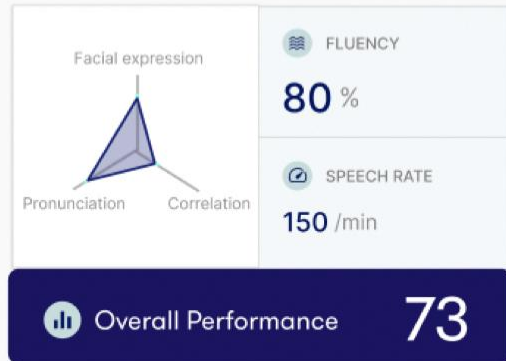 Facial expression
Pronunciation
Correlation
FLUENCY
80 %
SPEECH RATE
150 /min
Overall Performance 73